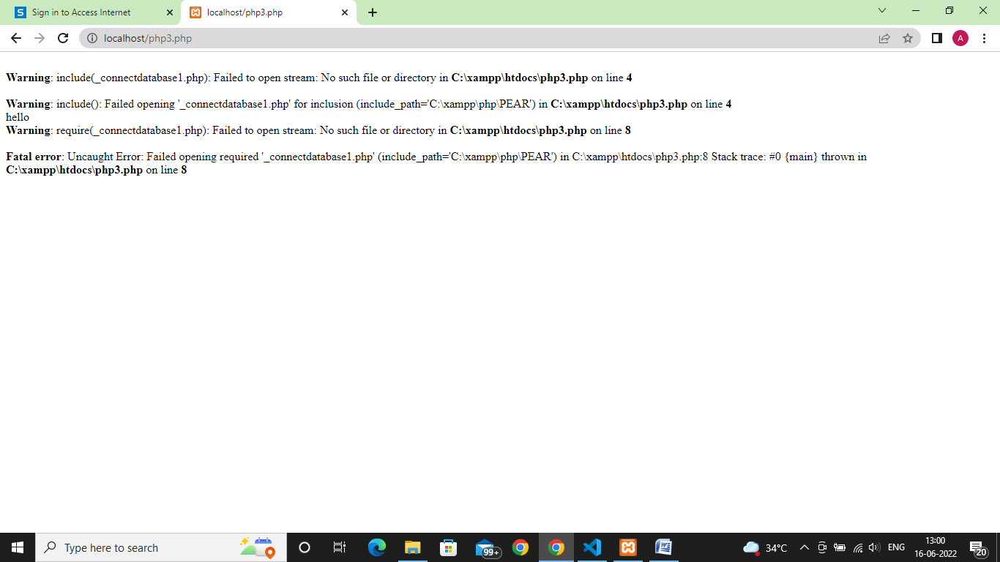 Sign in to Access Internet
localhost/php3.php
localhost/php3.php
A
Warning: include(_connectdatabase1.php): Failed to open stream: No such file or directory in C:\xampp\htdocs\php3.php on line 4
Warning: include(): Failed opening '_connectdatabase1.php' for inclusion (include_path='C:\xampp\php\PEAR') in C:\xampp\htdocs\php3.php on line 4
hello
Warning: require(_connectdatabase1.php): Failed to open stream: No such file or directory in C:\xampp\htdocs\php3.php on line 8
Fatal error: Uncaught Error: Failed opening required '_connectdatabase1.php' (include_path='C:\xampp\php\PEAR') in C:\xampp\htdocs\php3.php:8 Stack trace: #0 {main} thrown in
C:\xampp\htdocs\php3.php on line 8
Type here to search
99+
34°C
ENG
13:00
16-06-2022
20